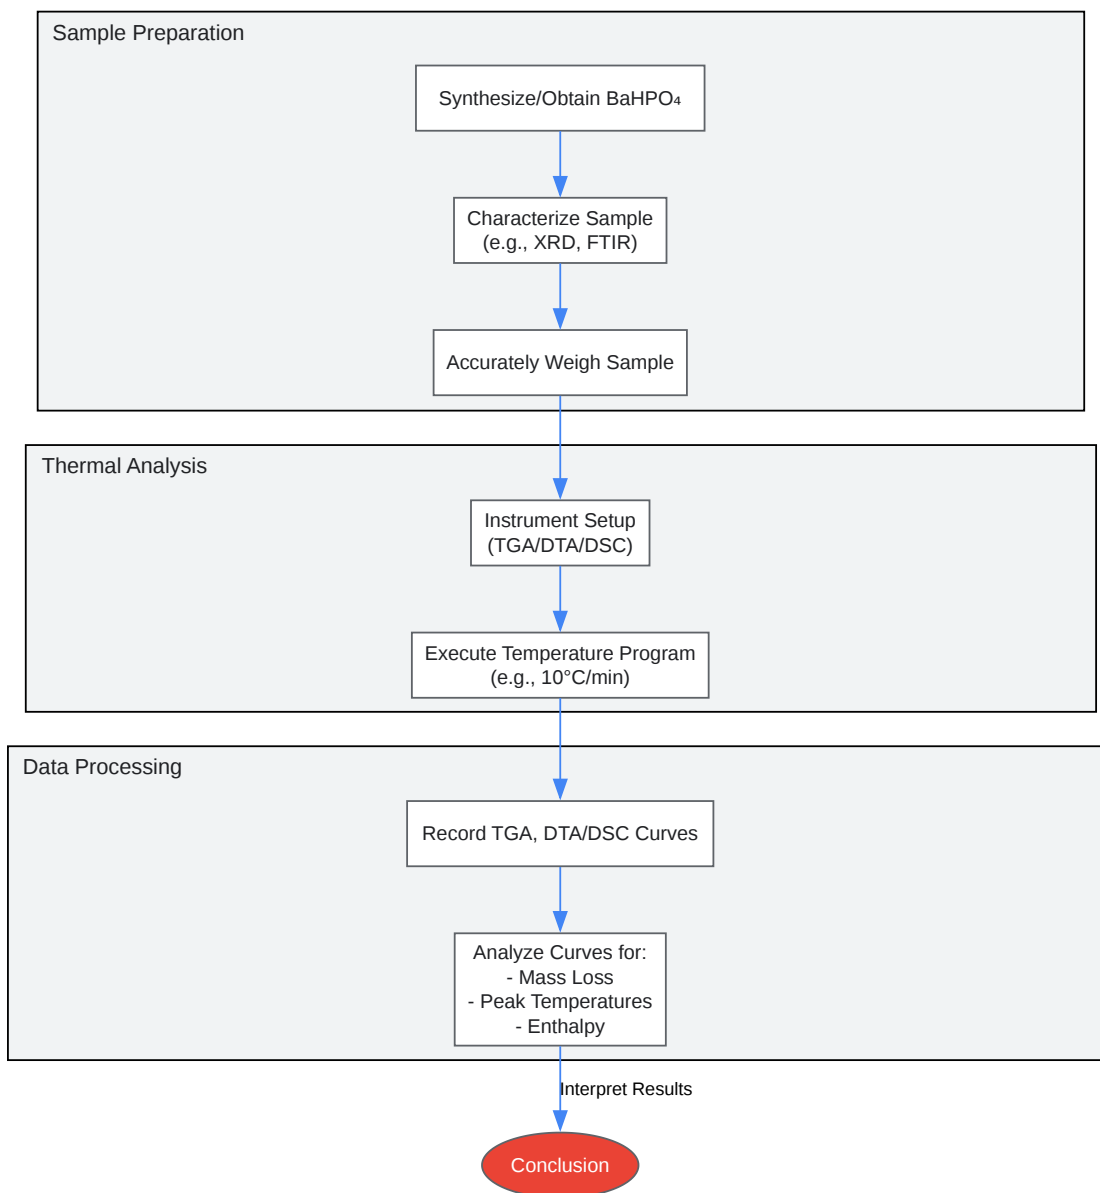 Sample Preparation
Synthesize/Obtain BaHPO₄
Characterize Sample
(e.g., XRD, FTIR)
Accurately Weigh Sample
Thermal Analysis
Instrument Setup
(TGA/DTA/DSC)
Execute Temperature Program
(e.g., 10°C/min)
Data Processing
Record TGA, DTA/DSC Curves
Analyze Curves for:
- Mass Loss
- Peak Temperatures
- Enthalpy
Interpret Results
Conclusion